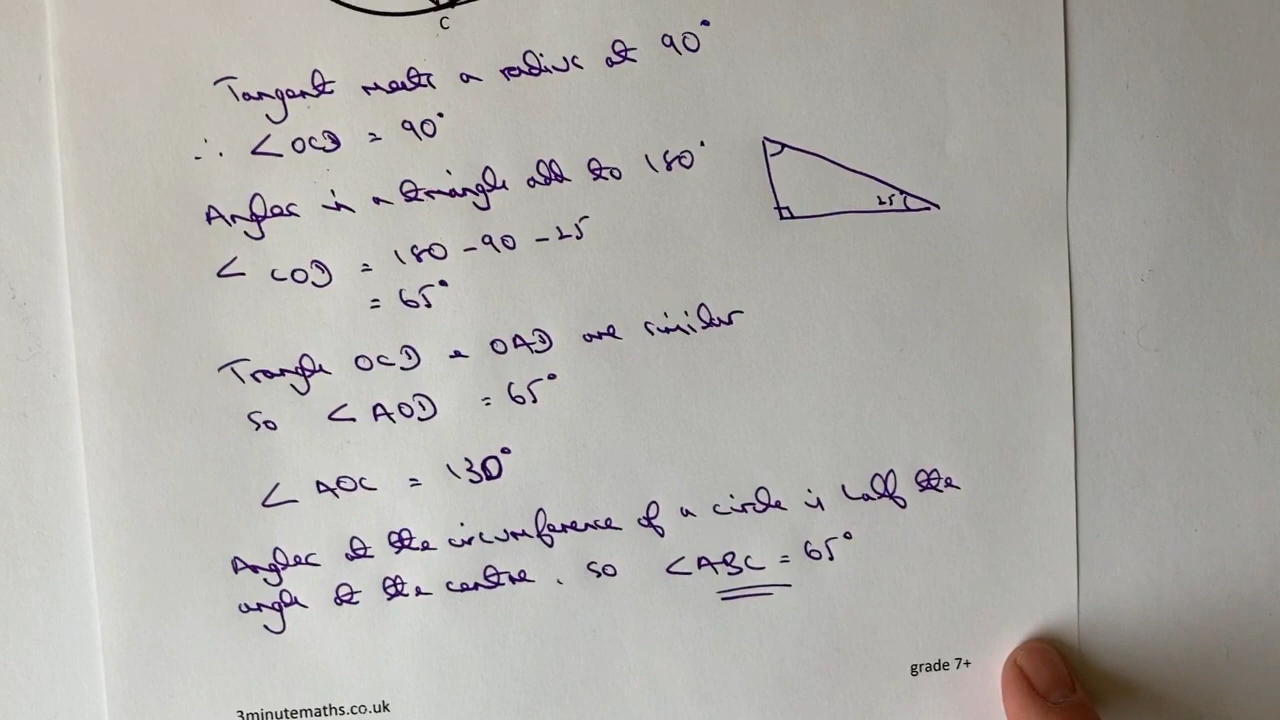 C
Tangent meets a radius at 90°
∴ ∠OCD = 90°
Angles in a triangle add to 180°
25°
∠ COD = 180 - 90 - 25
= 65°
Triangle OCD & OAD are similar
so ∠AOD = 65°
∠ AOC = 130°
Angles at the circumference of a circle is half the
angle at the centre. so ∠ABC = 65°
grade 7+
3minutemaths.co.uk